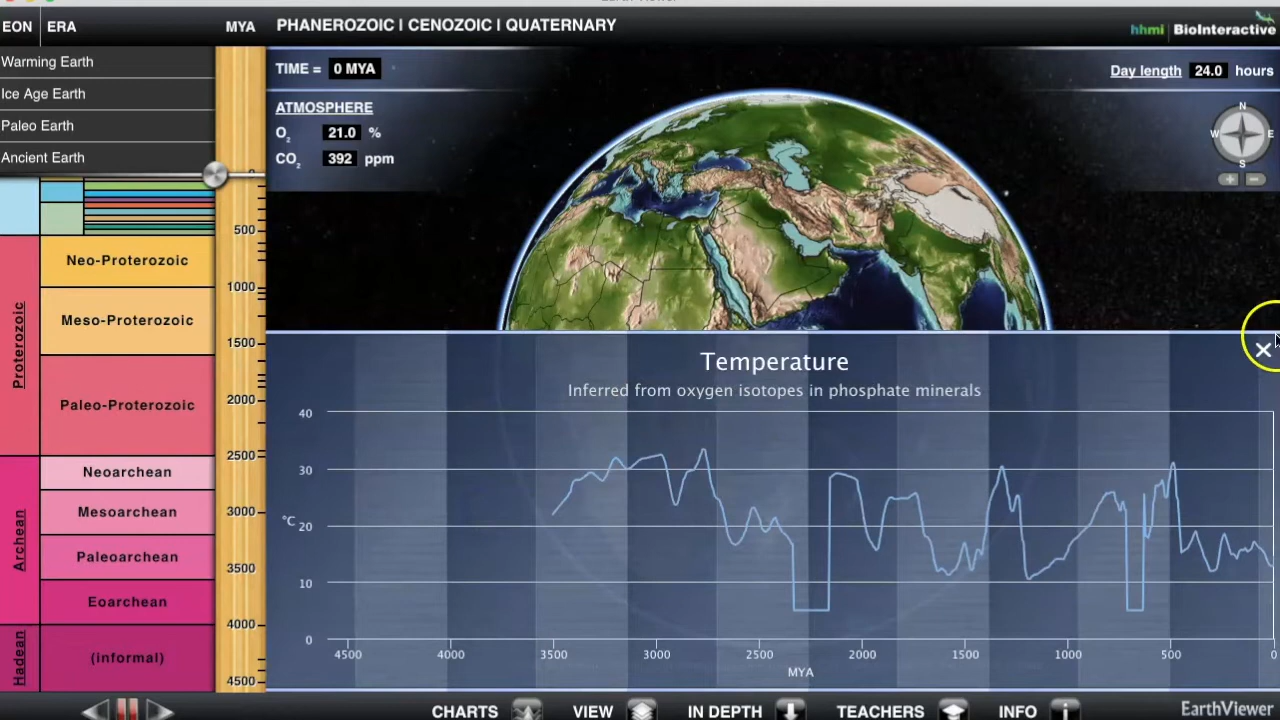 EON ERA MYA PHANEROZOIC | CENOZOIC | QUATERNARY
hhmi | BioInteractive
Warming Earth
Ice Age Earth
Paleo Earth
Ancient Earth
TIME = 0 MYA
Day length 24.0 hours
ATMOSPHERE
O2 21.0 %
CO2 392 ppm
N
W E
S
+ −
0
500
1000
1500
2000
2500
3000
3500
4000
4500
Proterozoic
Neo-Proterozoic
Meso-Proterozoic
Paleo-Proterozoic
Archean
Neoarchean
Mesoarchean
Paleoarchean
Eoarchean
Hadean
(informal)
Temperature
Inferred from oxygen isotopes in phosphate minerals
40
30
°C 20
10
0
4500 4000 3500 3000 2500 2000 1500 1000 500 0
MYA
CHARTS VIEW IN DEPTH TEACHERS INFO i EarthViewer